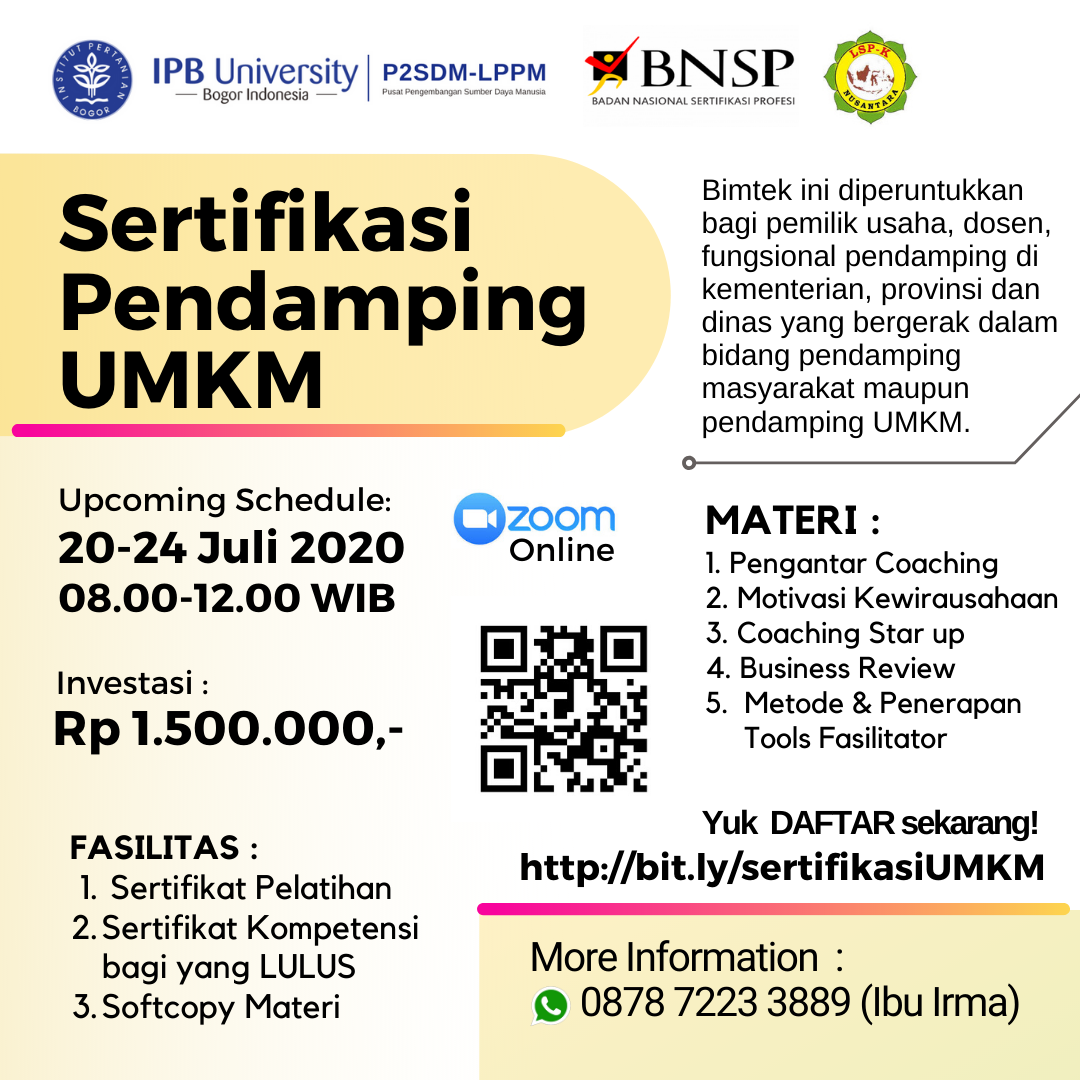 INSTITUT PERTANIAN
BOGOR
IPB University
Bogor Indonesia
P2SDM-LPPM
Pusat Pengembangan Sumber Daya Manusia
BNSP
BADAN NASIONAL SERTIFIKASI PROFESI
LSP-K
NUSANTARA
Sertifikasi
Pendamping
UMKM
Bimtek ini diperuntukkan
bagi pemilik usaha, dosen,
fungsional pendamping di
kementerian, provinsi dan
dinas yang bergerak dalam
bidang pendamping
masyarakat maupun
pendamping UMKM.
Upcoming Schedule:
20-24 Juli 2020
08.00-12.00 WIB
zoom
Online
Investasi :
Rp 1.500.000,-
MATERI :
1. Pengantar Coaching
2. Motivasi Kewirausahaan
3. Coaching Star up
4. Business Review
5. Metode & Penerapan
Tools Fasilitator
FASILITAS :
1. Sertifikat Pelatihan
2. Sertifikat Kompetensi
bagi yang LULUS
3. Softcopy Materi
Yuk DAFTAR sekarang!
http://bit.ly/sertifikasiUMKM
More Information :
0878 7223 3889 (Ibu Irma)